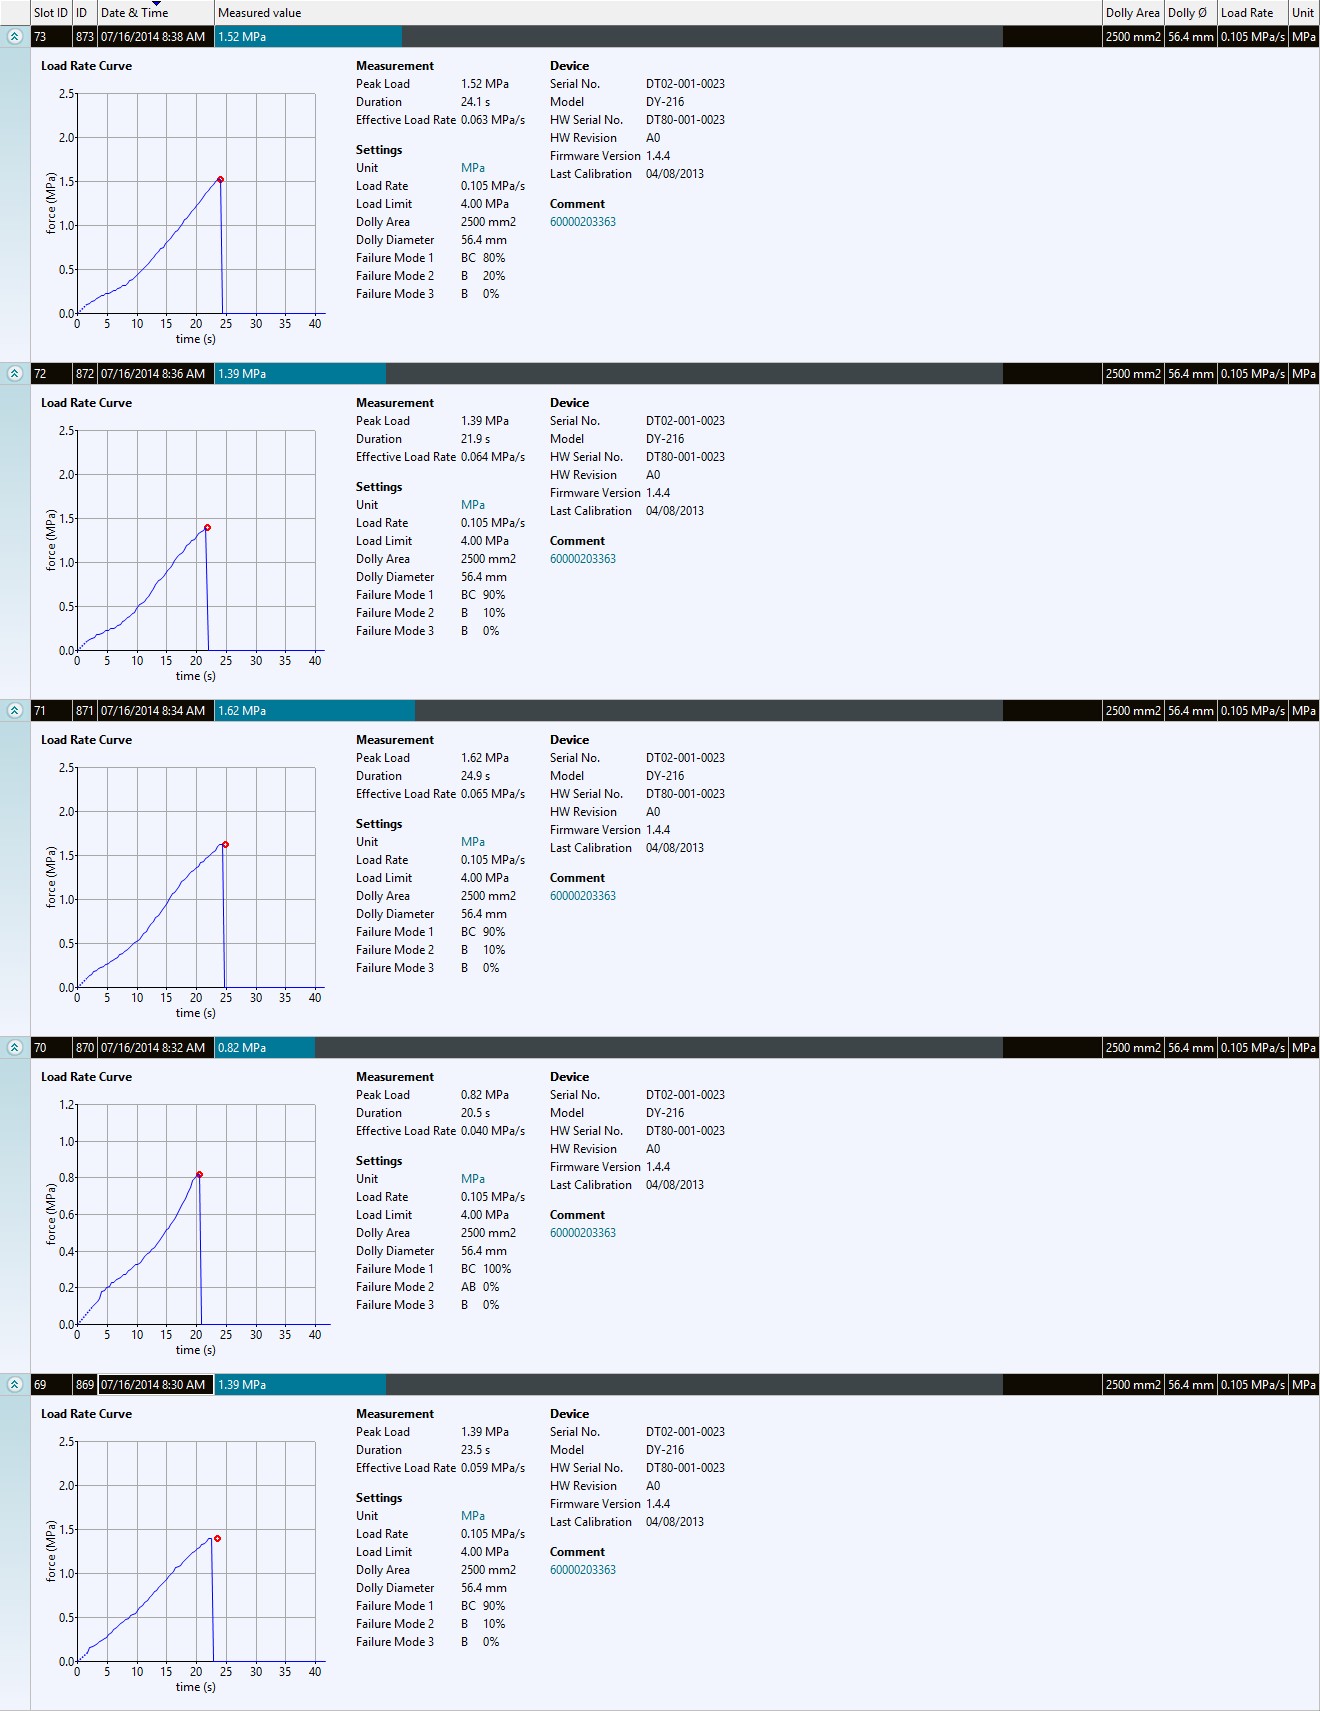 Slot ID ID Date & Time Measured value Dolly Area Dolly Ø Load Rate Unit
73 873 07/16/2014 8:38 AM 1.52 MPa 2500 mm2 56.4 mm 0.105 MPa/s MPa
Load Rate Curve
force (MPa)
2.5
2.0
1.5
1.0
0.5
0.0
0 5 10 15 20 25 30 35 40
time (s)
Measurement
Peak Load 1.52 MPa
Duration 24.1 s
Effective Load Rate 0.063 MPa/s
Settings
Unit MPa
Load Rate 0.105 MPa/s
Load Limit 4.00 MPa
Dolly Area 2500 mm2
Dolly Diameter 56.4 mm
Failure Mode 1 BC 80%
Failure Mode 2 B 20%
Failure Mode 3 B 0%
Device
Serial No. DT02-001-0023
Model DY-216
HW Serial No. DT80-001-0023
HW Revision A0
Firmware Version 1.4.4
Last Calibration 04/08/2013
Comment
60000203363
72 872 07/16/2014 8:36 AM 1.39 MPa 2500 mm2 56.4 mm 0.105 MPa/s MPa
Load Rate Curve
force (MPa)
2.5
2.0
1.5
1.0
0.5
0.0
0 5 10 15 20 25 30 35 40
time (s)
Measurement
Peak Load 1.39 MPa
Duration 21.9 s
Effective Load Rate 0.064 MPa/s
Settings
Unit MPa
Load Rate 0.105 MPa/s
Load Limit 4.00 MPa
Dolly Area 2500 mm2
Dolly Diameter 56.4 mm
Failure Mode 1 BC 90%
Failure Mode 2 B 10%
Failure Mode 3 B 0%
Device
Serial No. DT02-001-0023
Model DY-216
HW Serial No. DT80-001-0023
HW Revision A0
Firmware Version 1.4.4
Last Calibration 04/08/2013
Comment
60000203363
71 871 07/16/2014 8:34 AM 1.62 MPa 2500 mm2 56.4 mm 0.105 MPa/s MPa
Load Rate Curve
force (MPa)
2.5
2.0
1.5
1.0
0.5
0.0
0 5 10 15 20 25 30 35 40
time (s)
Measurement
Peak Load 1.62 MPa
Duration 24.9 s
Effective Load Rate 0.065 MPa/s
Settings
Unit MPa
Load Rate 0.105 MPa/s
Load Limit 4.00 MPa
Dolly Area 2500 mm2
Dolly Diameter 56.4 mm
Failure Mode 1 BC 90%
Failure Mode 2 B 10%
Failure Mode 3 B 0%
Device
Serial No. DT02-001-0023
Model DY-216
HW Serial No. DT80-001-0023
HW Revision A0
Firmware Version 1.4.4
Last Calibration 04/08/2013
Comment
60000203363
70 870 07/16/2014 8:32 AM 0.82 MPa 2500 mm2 56.4 mm 0.105 MPa/s MPa
Load Rate Curve
force (MPa)
1.2
1.0
0.8
0.6
0.4
0.2
0.0
0 5 10 15 20 25 30 35 40
time (s)
Measurement
Peak Load 0.82 MPa
Duration 20.5 s
Effective Load Rate 0.040 MPa/s
Settings
Unit MPa
Load Rate 0.105 MPa/s
Load Limit 4.00 MPa
Dolly Area 2500 mm2
Dolly Diameter 56.4 mm
Failure Mode 1 BC 100%
Failure Mode 2 AB 0%
Failure Mode 3 B 0%
Device
Serial No. DT02-001-0023
Model DY-216
HW Serial No. DT80-001-0023
HW Revision A0
Firmware Version 1.4.4
Last Calibration 04/08/2013
Comment
60000203363
69 869 07/16/2014 8:30 AM 1.39 MPa 2500 mm2 56.4 mm 0.105 MPa/s MPa
Load Rate Curve
force (MPa)
2.5
2.0
1.5
1.0
0.5
0.0
0 5 10 15 20 25 30 35 40
time (s)
Measurement
Peak Load 1.39 MPa
Duration 23.5 s
Effective Load Rate 0.059 MPa/s
Settings
Unit MPa
Load Rate 0.105 MPa/s
Load Limit 4.00 MPa
Dolly Area 2500 mm2
Dolly Diameter 56.4 mm
Failure Mode 1 BC 90%
Failure Mode 2 B 10%
Failure Mode 3 B 0%
Device
Serial No. DT02-001-0023
Model DY-216
HW Serial No. DT80-001-0023
HW Revision A0
Firmware Version 1.4.4
Last Calibration 04/08/2013
Comment
60000203363